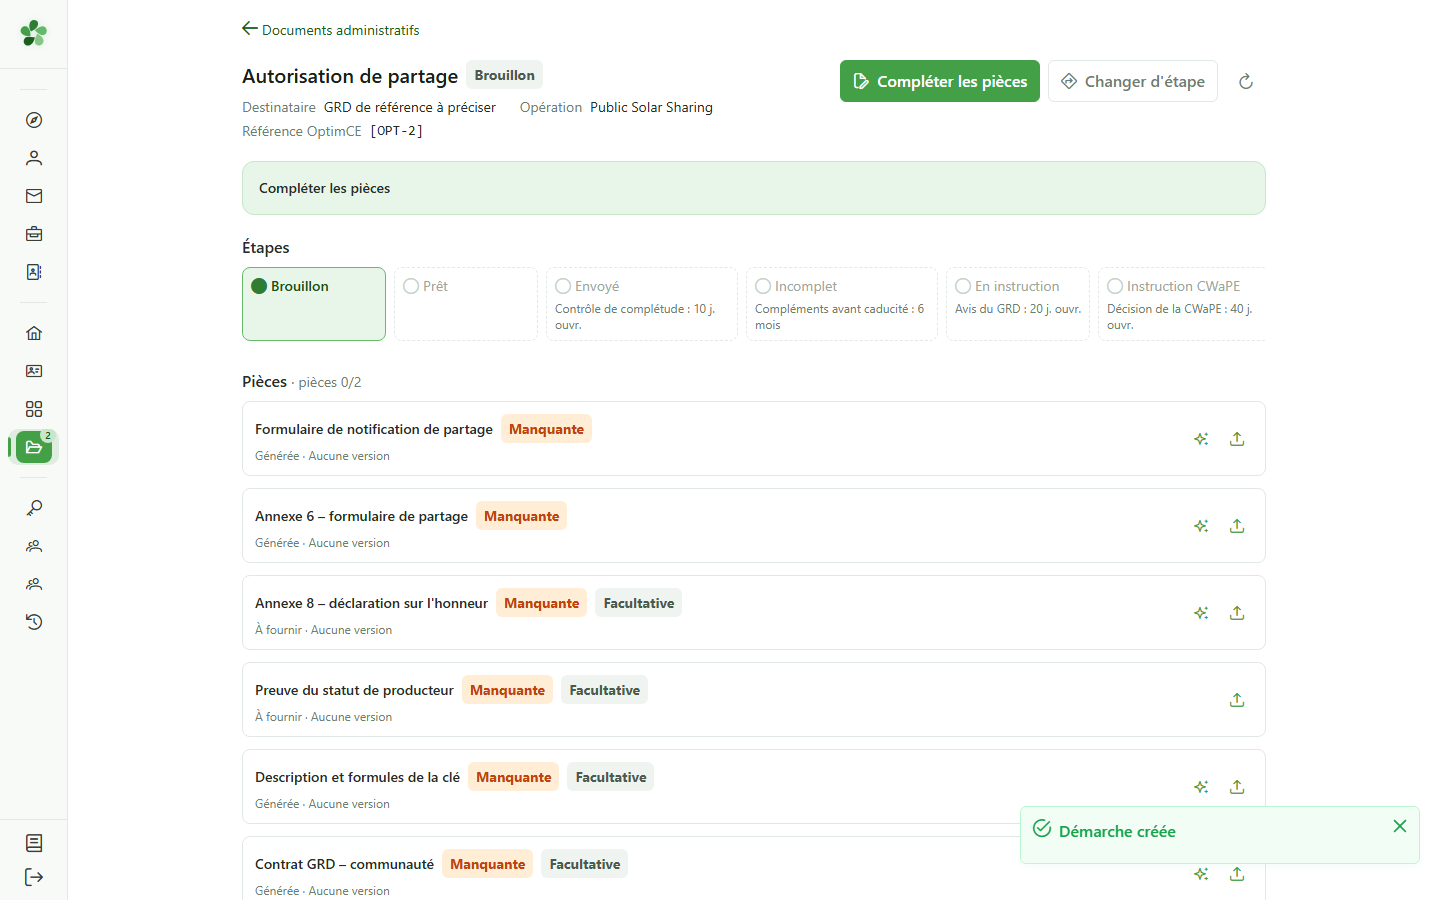 Documents administratifs
Autorisation de partage Brouillon
Compléter les pièces
Changer d'étape
Destinataire GRD de référence à préciser Opération Public Solar Sharing
Référence OptimCE [OPT-2]
Compléter les pièces
Étapes
Brouillon
Prêt
Envoyé
Contrôle de complétude : 10 j.
ouvr.
Incomplet
Compléments avant caducité : 6
mois
En instruction
Avis du GRD : 20 j. ouvr.
Instruction CWaPE
Décision de la CWaPE : 40 j.
ouvr.
2
Pièces · pièces 0/2
Formulaire de notification de partage Manquante
Générée · Aucune version
Annexe 6 – formulaire de partage Manquante
Générée · Aucune version
Annexe 8 – déclaration sur l'honneur Manquante Facultative
À fournir · Aucune version
Preuve du statut de producteur Manquante Facultative
À fournir · Aucune version
Description et formules de la clé Manquante Facultative
Générée · Aucune version
Démarche créée
Contrat GRD – communauté Manquante Facultative
Générée · Aucune version